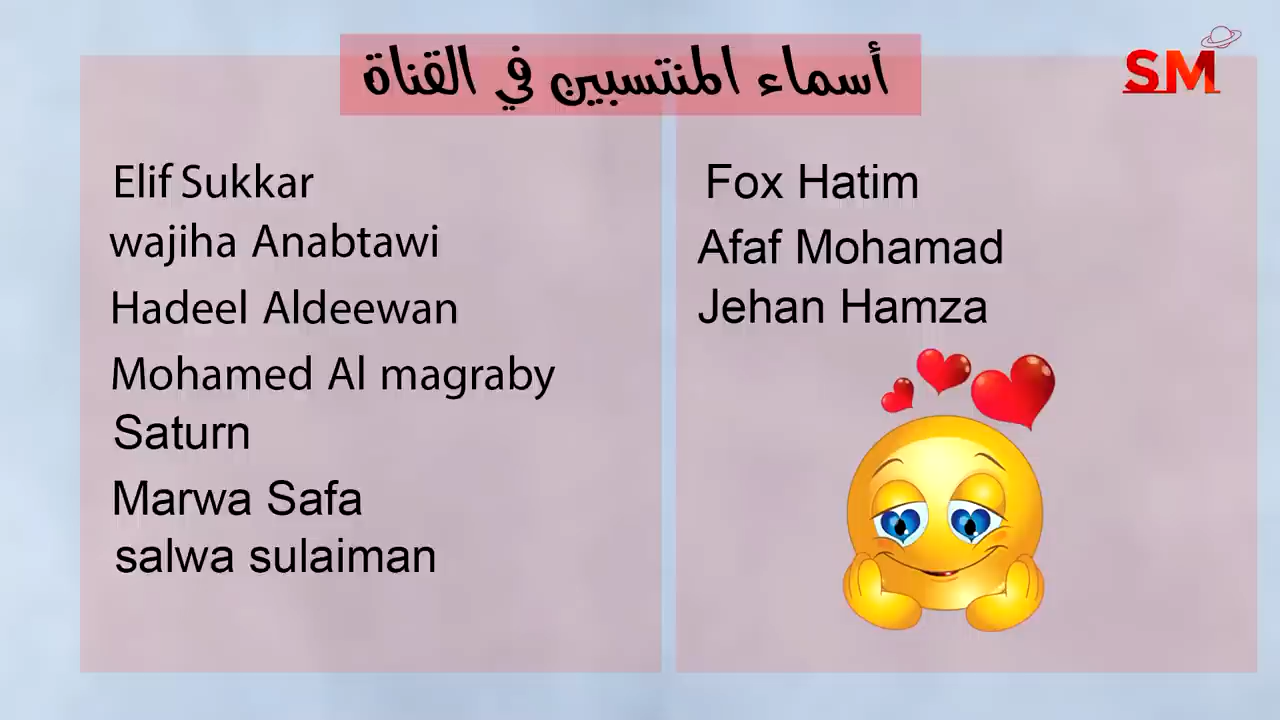 أسماء المنتسبين في القناة
SM
Elif Sukkar
wajiha Anabtawi
Hadeel Aldeewan
Mohamed Al magraby
Saturn
Marwa Safa
salwa sulaiman
Fox Hatim
Afaf Mohamad
Jehan Hamza